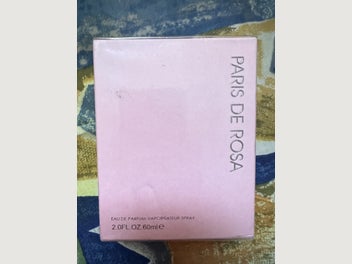 PARIS DE ROSA
EAU DE PARFUM VAPORISATEUR SPRAY
2.0FL.OZ.60ml℮